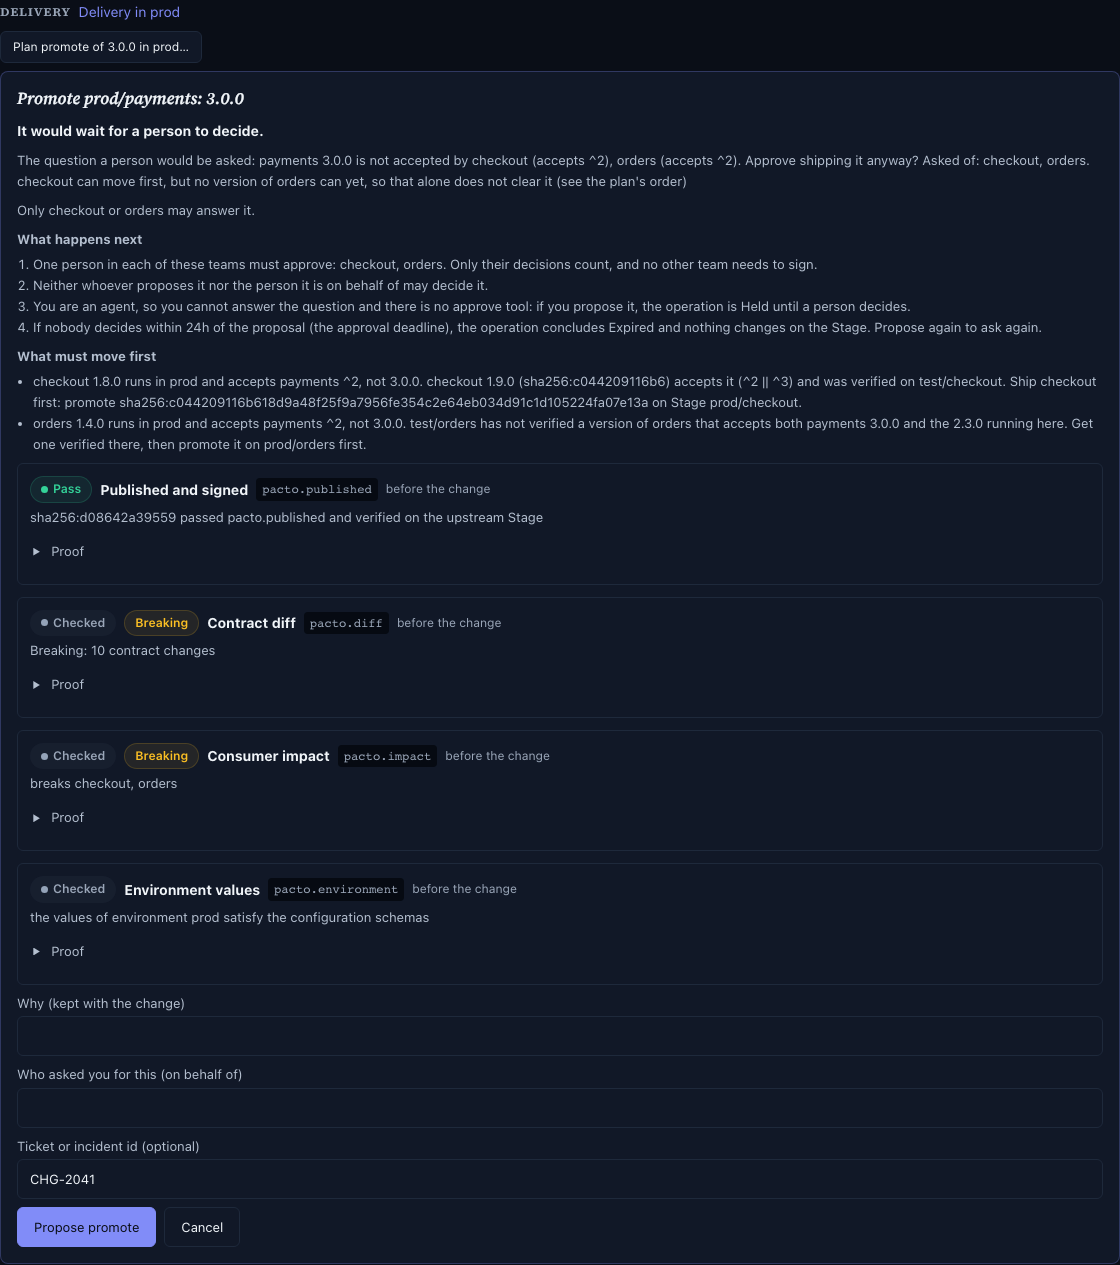 DELIVERY Delivery in prod
Plan promote of 3.0.0 in prod...
Promote prod/payments: 3.0.0
It would wait for a person to decide.
The question a person would be asked: payments 3.0.0 is not accepted by checkout (accepts ^2), orders (accepts ^2). Approve shipping it anyway? Asked of: checkout, orders.
checkout can move first, but no version of orders can yet, so that alone does not clear it (see the plan's order)
Only checkout or orders may answer it.
What happens next
1. One person in each of these teams must approve: checkout, orders. Only their decisions count, and no other team needs to sign.
2. Neither whoever proposes it nor the person it is on behalf of may decide it.
3. You are an agent, so you cannot answer the question and there is no approve tool: if you propose it, the operation is Held until a person decides.
4. If nobody decides within 24h of the proposal (the approval deadline), the operation concludes Expired and nothing changes on the Stage. Propose again to ask again.
What must move first
• checkout 1.8.0 runs in prod and accepts payments ^2, not 3.0.0. checkout 1.9.0 (sha256:c044209116b6) accepts it (^2 || ^3) and was verified on test/checkout. Ship checkout
first: promote sha256:c044209116b618d9a48f25f9a7956fe354c2e64eb034d91c1d105224fa07e13a on Stage prod/checkout.
• orders 1.4.0 runs in prod and accepts payments ^2, not 3.0.0. test/orders has not verified a version of orders that accepts both payments 3.0.0 and the 2.3.0 running here. Get
one verified there, then promote it on prod/orders first.
Pass Published and signed pacto.published before the change
sha256:d08642a39559 passed pacto.published and verified on the upstream Stage
Proof
Checked Breaking Contract diff pacto.diff before the change
Breaking: 10 contract changes
Proof
Checked Breaking Consumer impact pacto.impact before the change
breaks checkout, orders
Proof
Checked Environment values pacto.environment before the change
the values of environment prod satisfy the configuration schemas
Proof
Why (kept with the change)
Who asked you for this (on behalf of)
Ticket or incident id (optional)
CHG-2041
Propose promote Cancel